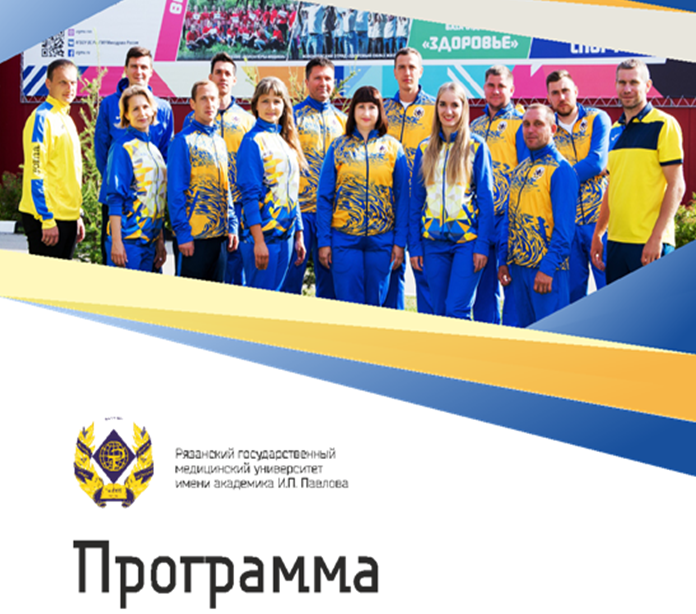 «ЗДОРОВЬЕ»
Рязанский государственный
медицинский университет
имени академика И.П. Павлова
Программа